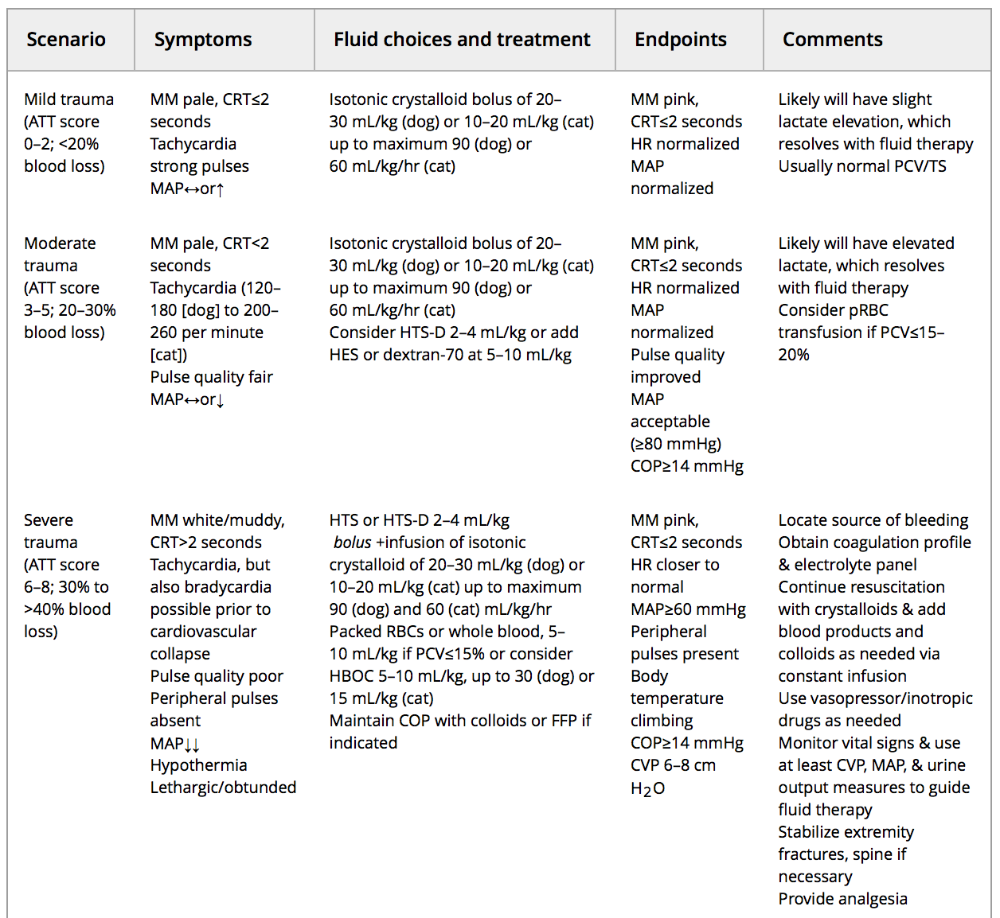 Scenario
Symptoms
Fluid choices and treatment
Endpoints
Comments
Mild trauma
(ATT score
0–2; <20%
blood loss)
MM pale, CRT≤2
seconds
Tachycardia
strong pulses
MAP↔or↑
Isotonic crystalloid bolus of 20–
30 mL/kg (dog) or 10–20 mL/kg (cat)
up to maximum 90 (dog) or
60 mL/kg/hr (cat)
MM pink,
CRT≤2 seconds
HR normalized
MAP
normalized
Likely will have slight
lactate elevation, which
resolves with fluid therapy
Usually normal PCV/TS
Moderate
trauma
(ATT score
3–5; 20–30%
blood loss)
MM pale, CRT<2
seconds
Tachycardia (120–
180 [dog] to 200–
260 per minute
[cat])
Pulse quality fair
MAP↔or↓
Isotonic crystalloid bolus of 20–
30 mL/kg (dog) or 10–20 mL/kg (cat)
up to maximum 90 (dog) or
60 mL/kg/hr (cat)
Consider HTS-D 2–4 mL/kg or add
HES or dextran-70 at 5–10 mL/kg
MM pink,
CRT≤2 seconds
HR normalized
MAP
normalized
Pulse quality
improved
MAP
acceptable
(≥80 mmHg)
COP≥14 mmHg
Likely will have elevated
lactate, which resolves
with fluid therapy
Consider pRBC
transfusion if PCV≤15–
20%
Severe
trauma
(ATT score
6–8; 30% to
>40% blood
loss)
MM white/muddy,
CRT>2 seconds
Tachycardia, but
also bradycardia
possible prior to
cardiovascular
collapse
Pulse quality poor
Peripheral pulses
absent
MAP↓↓
Hypothermia
Lethargic/obtunded
HTS or HTS-D 2–4 mL/kg
bolus +infusion of isotonic
crystalloid of 20–30 mL/kg (dog) or
10–20 mL/kg (cat) up to maximum
90 (dog) and 60 (cat) mL/kg/hr
Packed RBCs or whole blood, 5–
10 mL/kg if PCV≤15% or consider
HBOC 5–10 mL/kg, up to 30 (dog) or
15 mL/kg (cat)
Maintain COP with colloids or FFP if
indicated
MM pink,
CRT≤2 seconds
HR closer to
normal
MAP≥60 mmHg
Peripheral
pulses present
Body
temperature
climbing
COP≥14 mmHg
CVP 6–8 cm
H₂O
Locate source of bleeding
Obtain coagulation profile
& electrolyte panel
Continue resuscitation
with crystalloids & add
blood products and
colloids as needed via
constant infusion
Use vasopressor/inotropic
drugs as needed
Monitor vital signs & use
at least CVP, MAP, & urine
output measures to guide
fluid therapy
Stabilize extremity
fractures, spine if
necessary
Provide analgesia